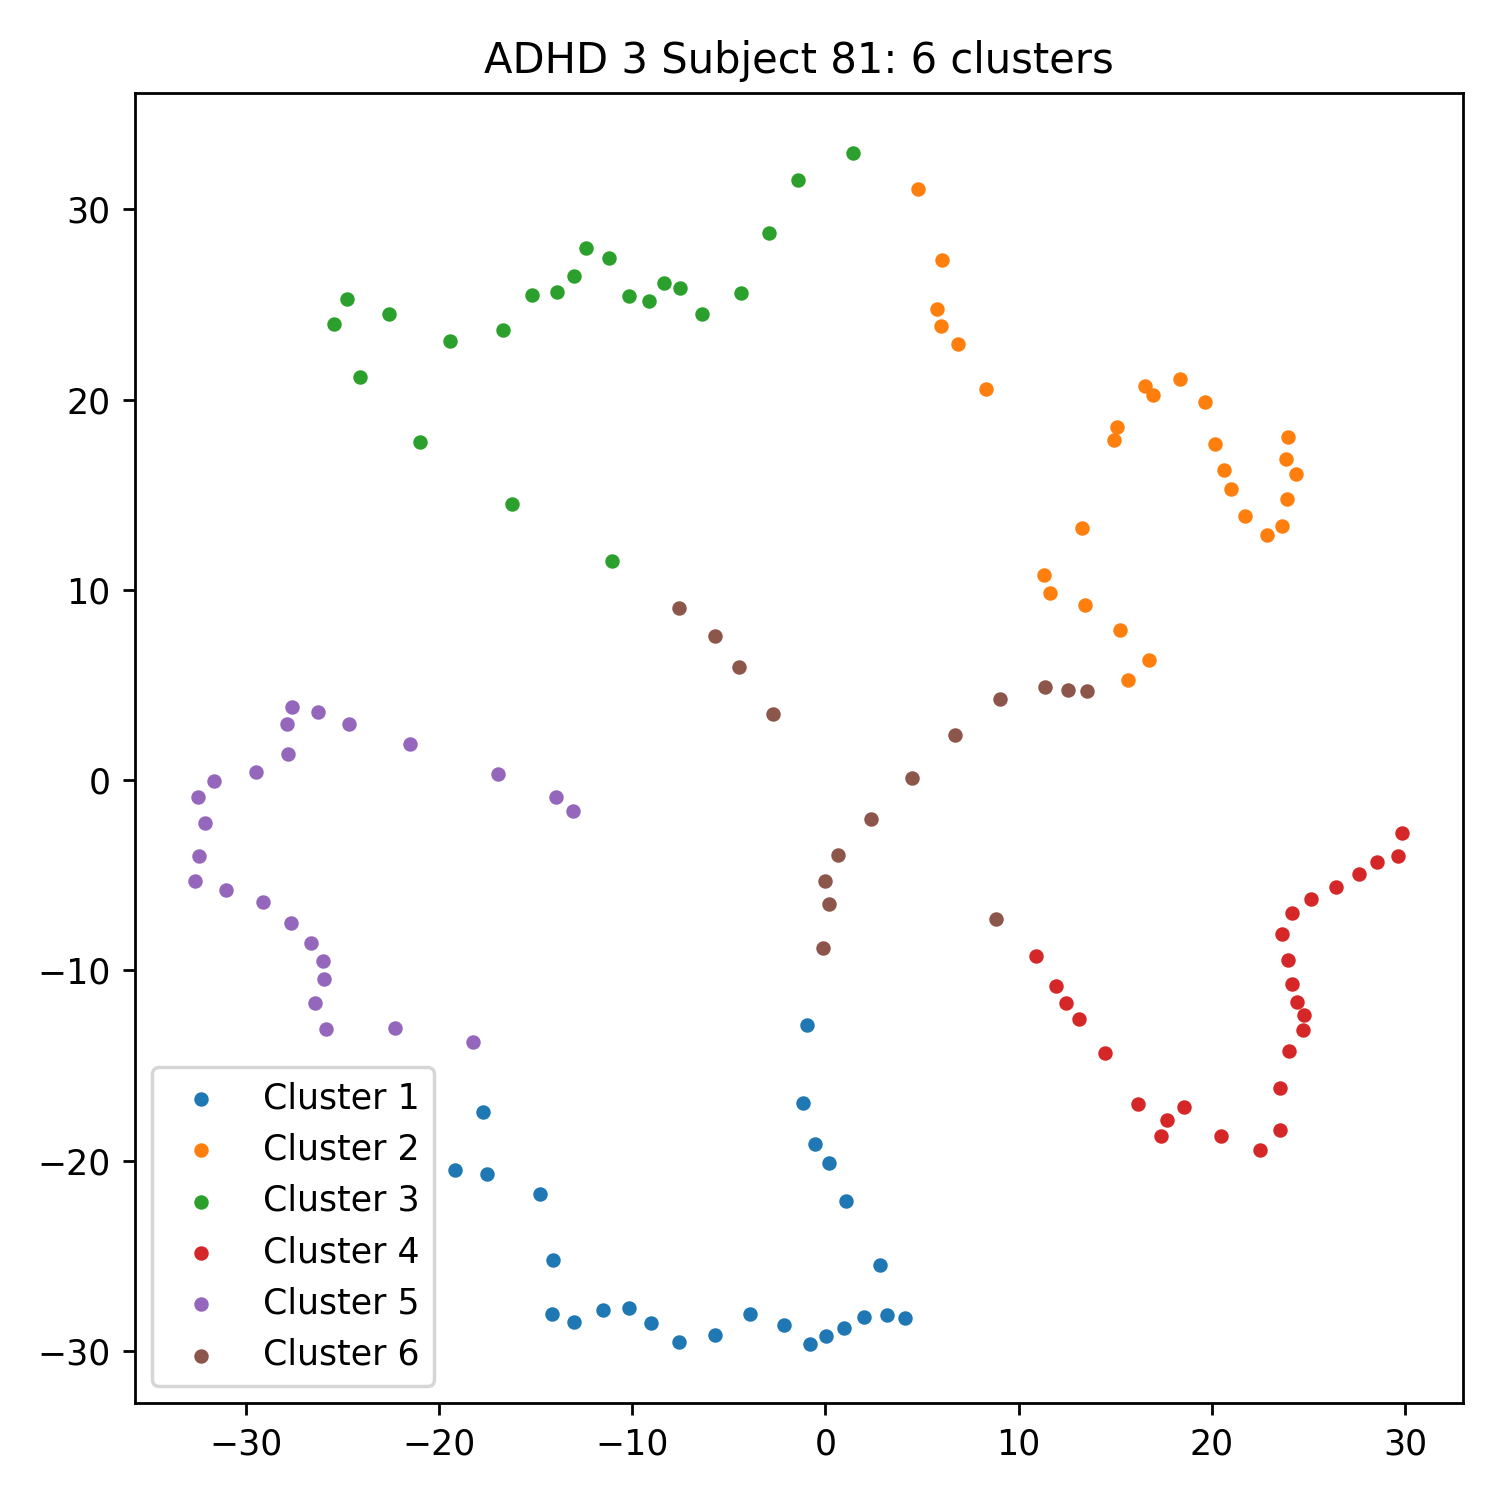 ADHD 3 Subject 81: 6 clusters
30
20
10
0
−10
−20
−30
Cluster 1
Cluster 2
Cluster 3
Cluster 4
Cluster 5
Cluster 6
−30 −20 −10 0 10 20 30